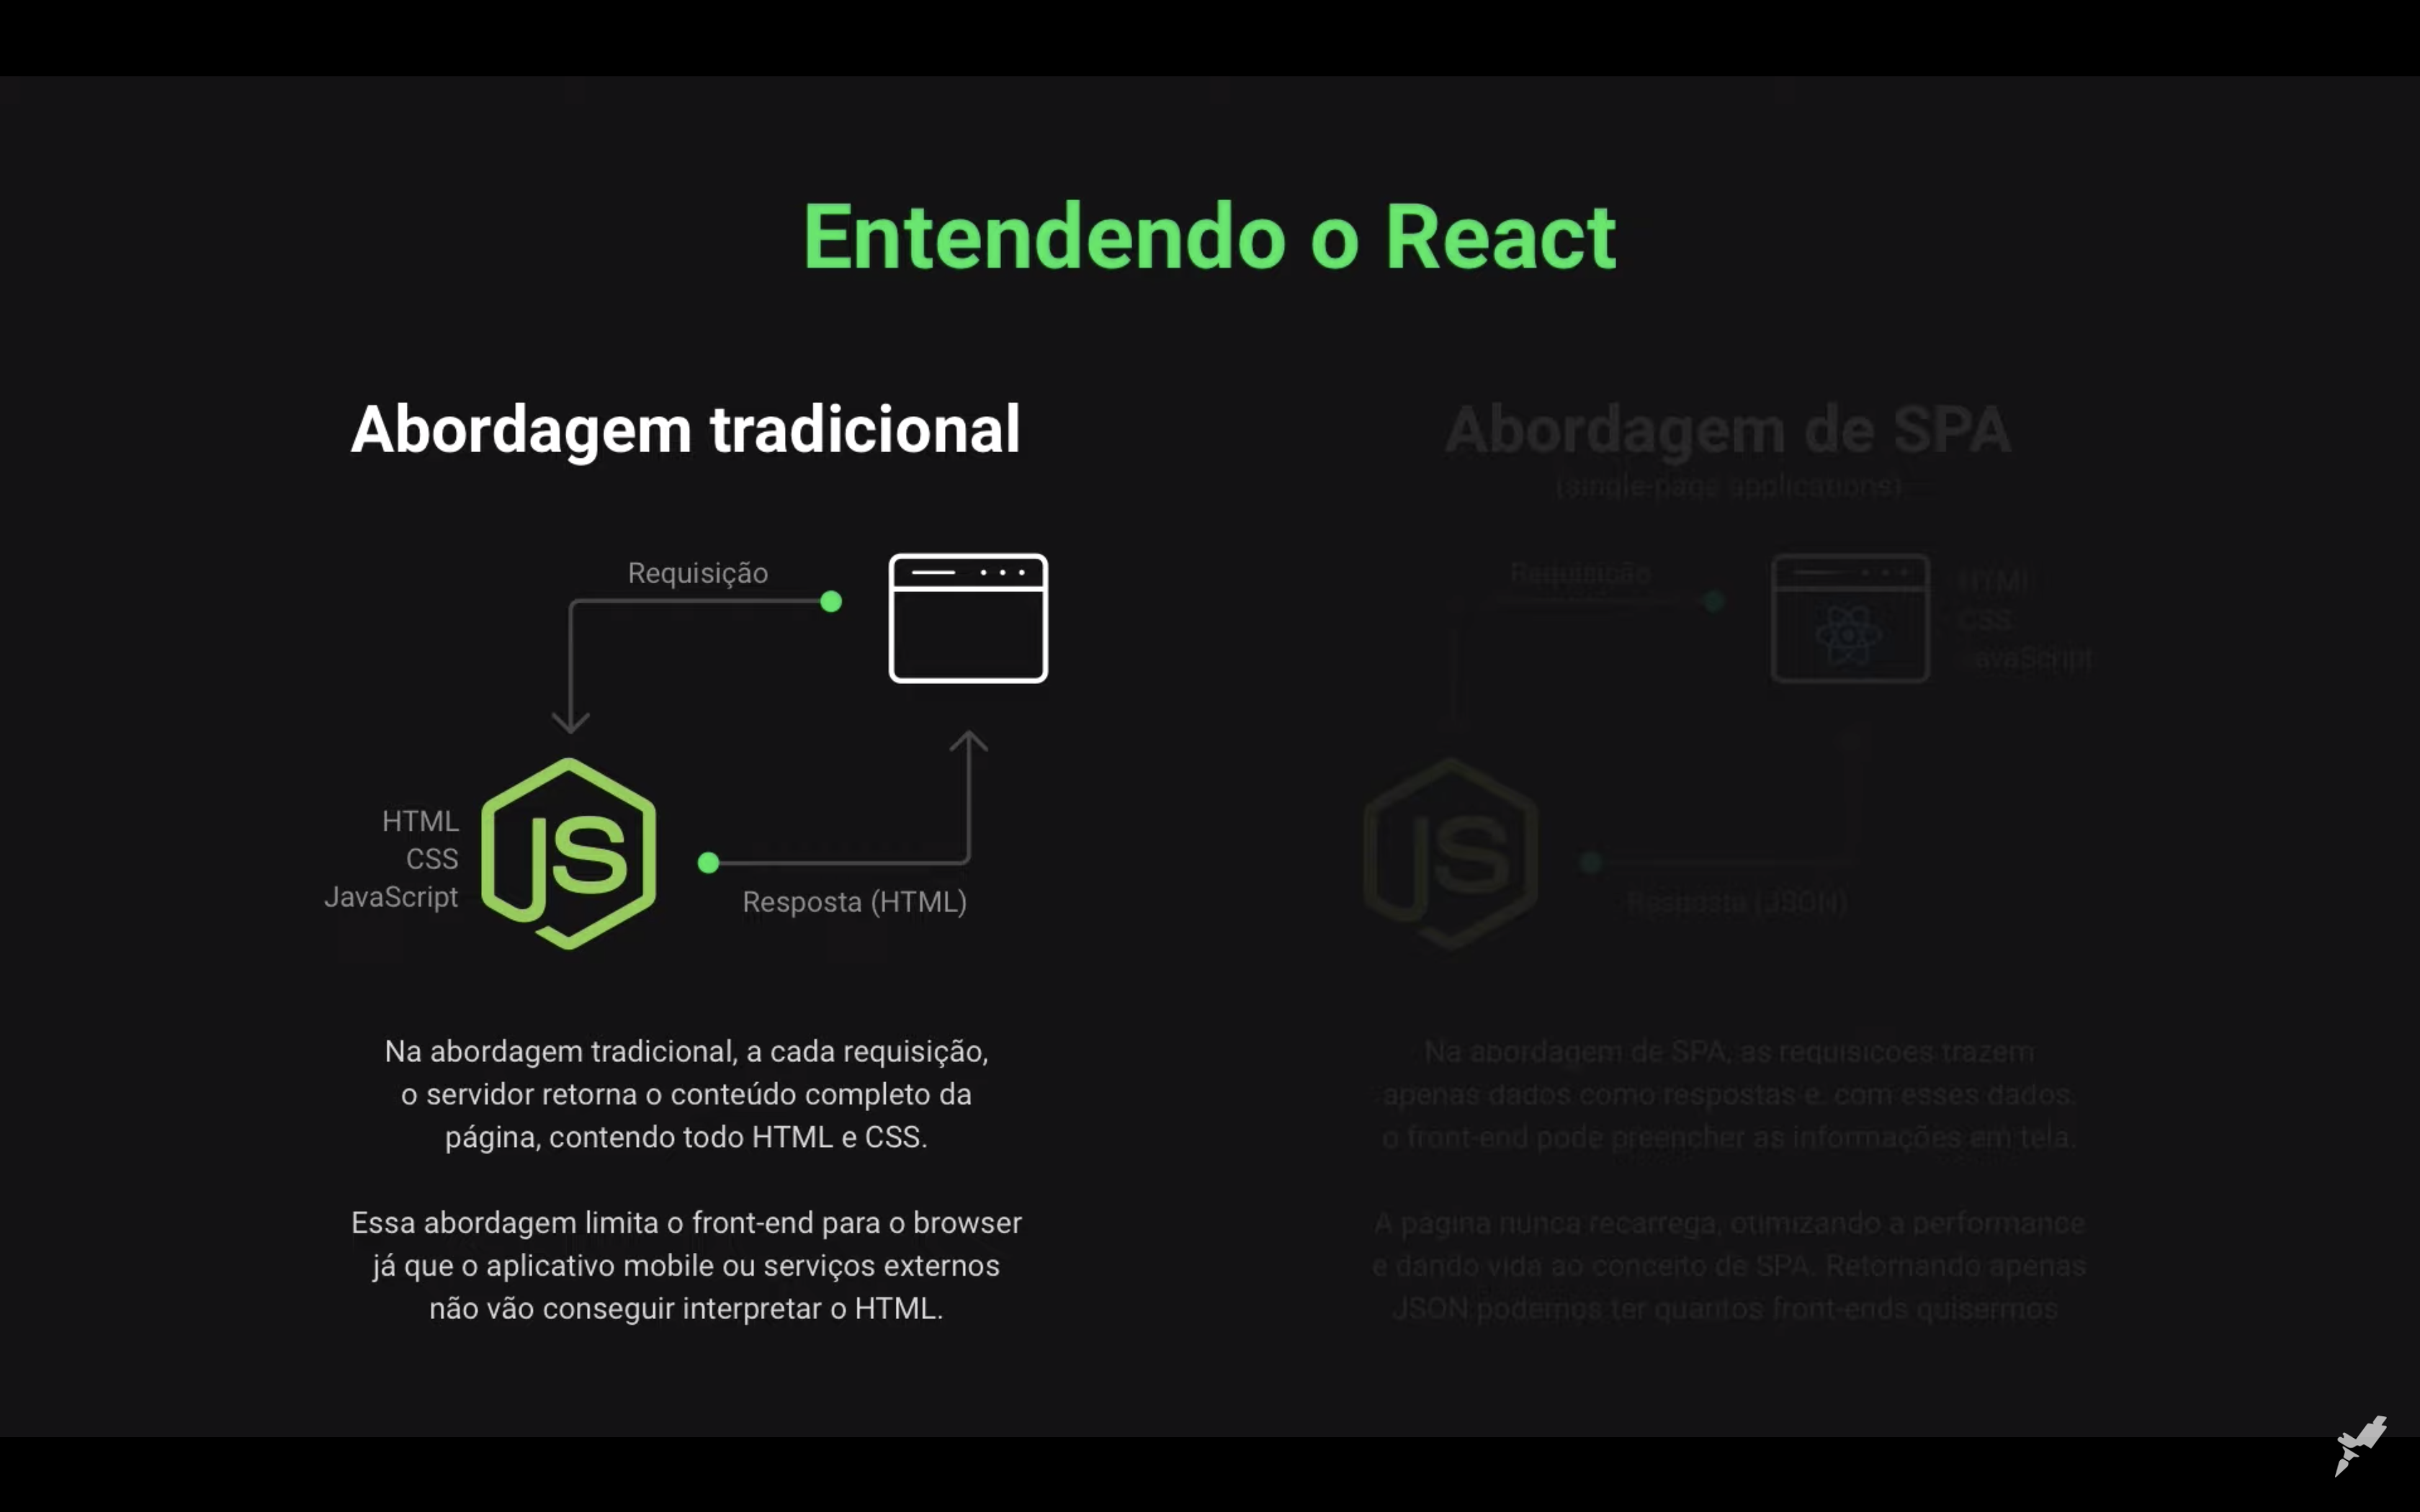 Entendendo o React
Abordagem tradicional
Requisição
HTML
CSS
JavaScript
JS
Resposta (HTML)
Na abordagem tradicional, a cada requisição,
o servidor retorna o conteúdo completo da
página, contendo todo HTML e CSS.
Essa abordagem limita o front-end para o browser
já que o aplicativo mobile ou serviços externos
não vão conseguir interpretar o HTML.
Abordagem de SPA
(single-page applications)
Requisição
HTML
CSS
JavaScript
JS
Resposta (JSON)
Na abordagem de SPA, as requisições trazem
apenas dados como respostas e, com esses dados,
o front-end pode preencher as informações em tela.
A página nunca recarrega, otimizando a performance
e dando vida ao conceito de SPA. Retornando apenas
JSON podemos ter quantos front-ends quisermos